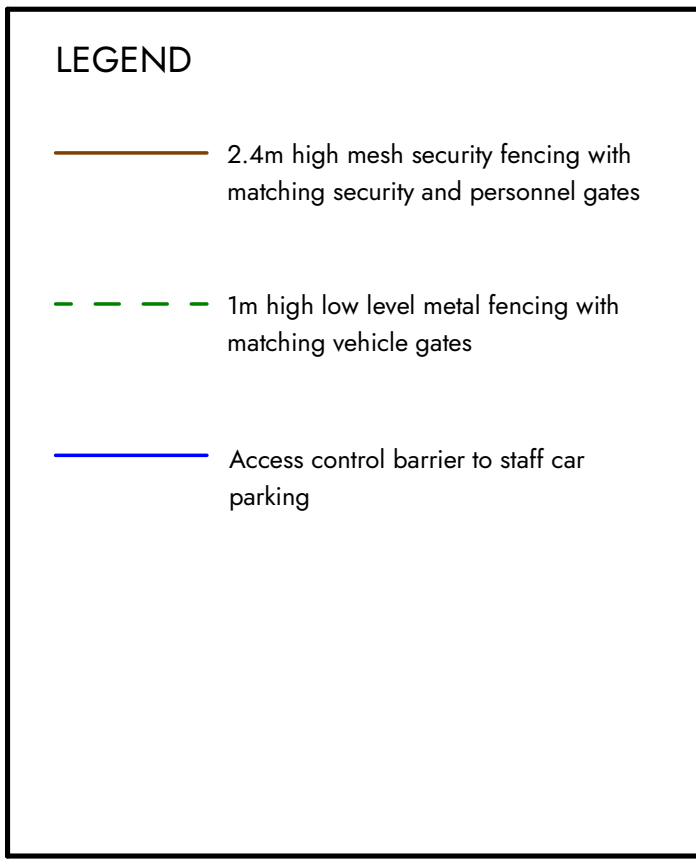 LEGEND
2.4m high mesh security fencing with
matching security and personnel gates
1m high low level metal fencing with
matching vehicle gates
Access control barrier to staff car
parking